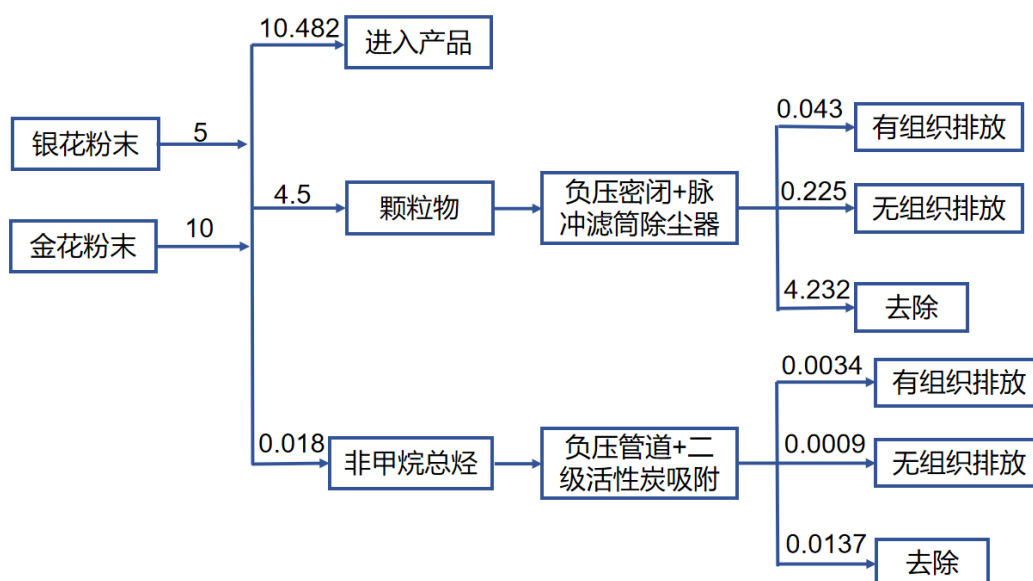 10.482
进入产品
银花粉末
5
金花粉末
10
4.5
颗粒物
负压密闭+脉
冲滤筒除尘器
0.043
有组织排放
0.225
无组织排放
4.232
去除
0.018
非甲烷总烃
负压管道+二
级活性炭吸附
0.0034
有组织排放
0.0009
无组织排放
0.0137
去除